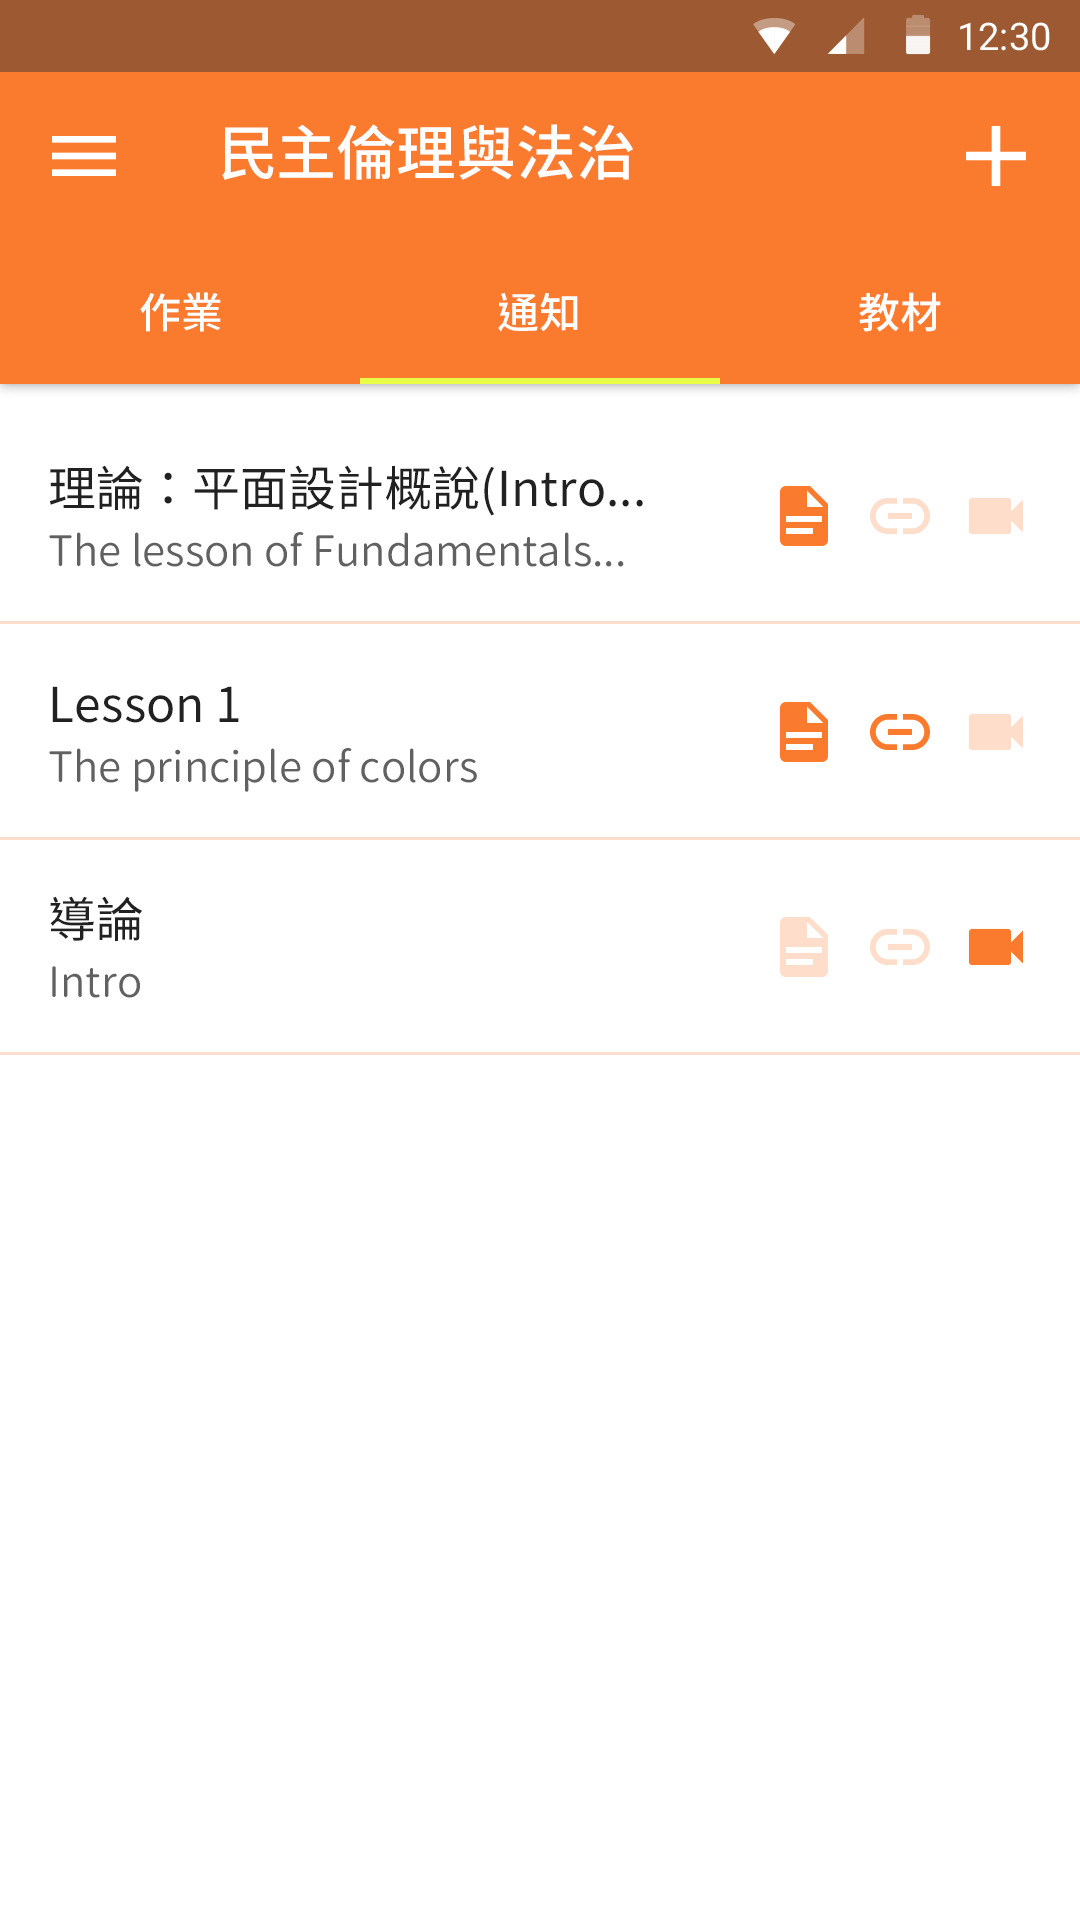 12:30
民主倫理與法治
作業
通知
教材
理論：平面設計概說(Intro...
The lesson of Fundamentals...
Lesson 1
The principle of colors
導論
Intro